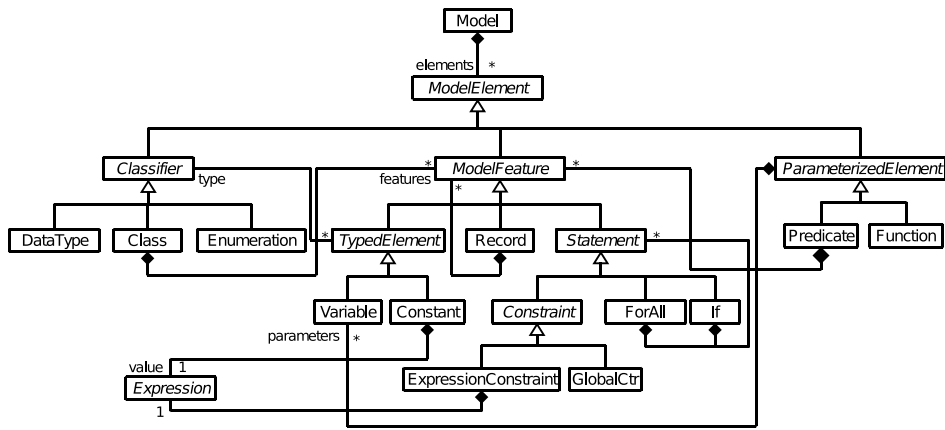 Model
elements *
ModelElement
Classifier * ModelFeature * ParameterizedElement
type features *
DataType Class Enumeration * TypedElement Record Statement * Predicate Function
Variable Constant Constraint ForAll If
parameters *
value 1
Expression ExpressionConstraint GlobalCtr
1